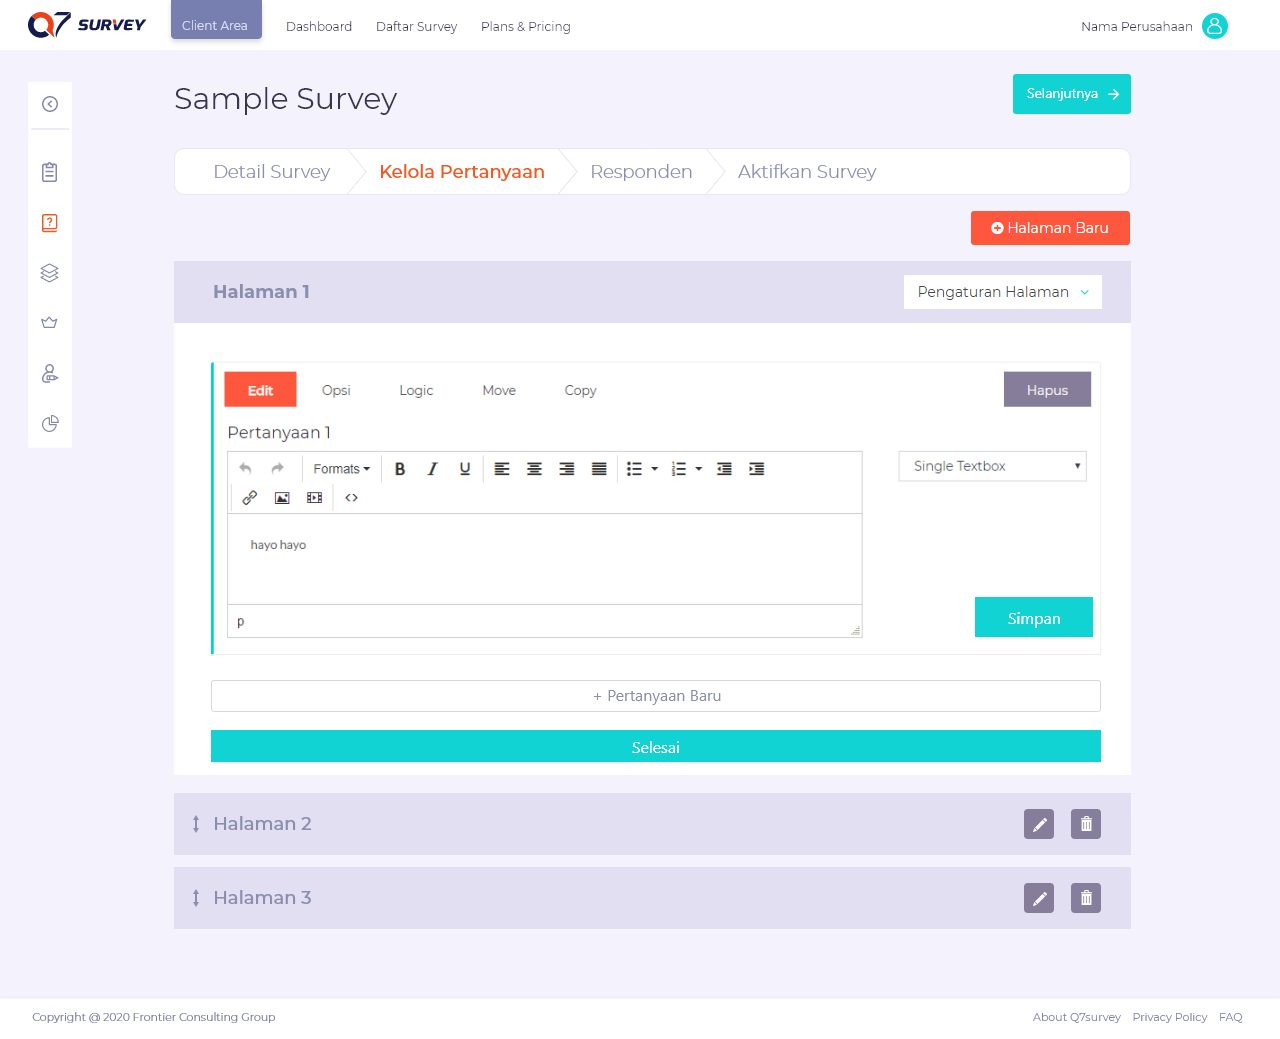 Q7 SURVEY
Client Area
Dashboard
Daftar Survey
Plans & Pricing
Nama Perusahaan
Sample Survey
Selanjutnya
Detail Survey
Kelola Pertanyaan
Responden
Aktifkan Survey
Halaman Baru
Halaman 1
Pengaturan Halaman
Edit
Opsi
Logic
Move
Copy
Hapus
Pertanyaan 1
Formats
B I U
Single Textbox
hayo hayo
p
Simpan
+ Pertanyaan Baru
Selesai
Halaman 2
Halaman 3
Copyright @ 2020 Frontier Consulting Group
About Q7survey
Privacy Policy
FAQ